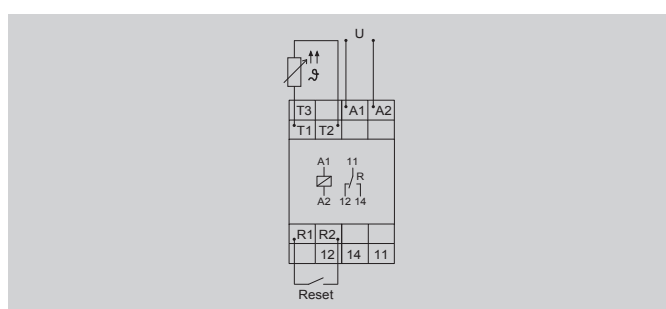 U
ϑ
T3 A1 A2
T1 T2
A1 11
R
A2 12 14
R1 R2
12 14 11
Reset